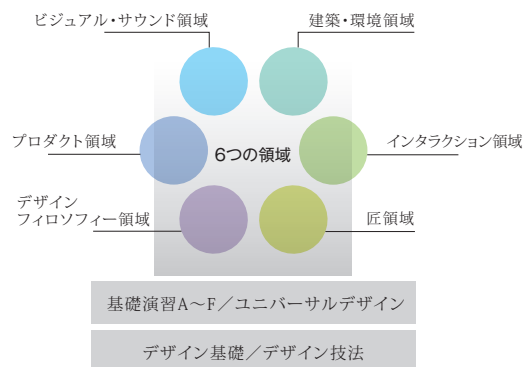 ビジュアル・サウンド領域
建築・環境領域
プロダクト領域
6つの領域
インタラクション領域
デザイン
フィロソフィー領域
匠領域
基礎演習A〜F／ユニバーサルデザイン
デザイン基礎／デザイン技法